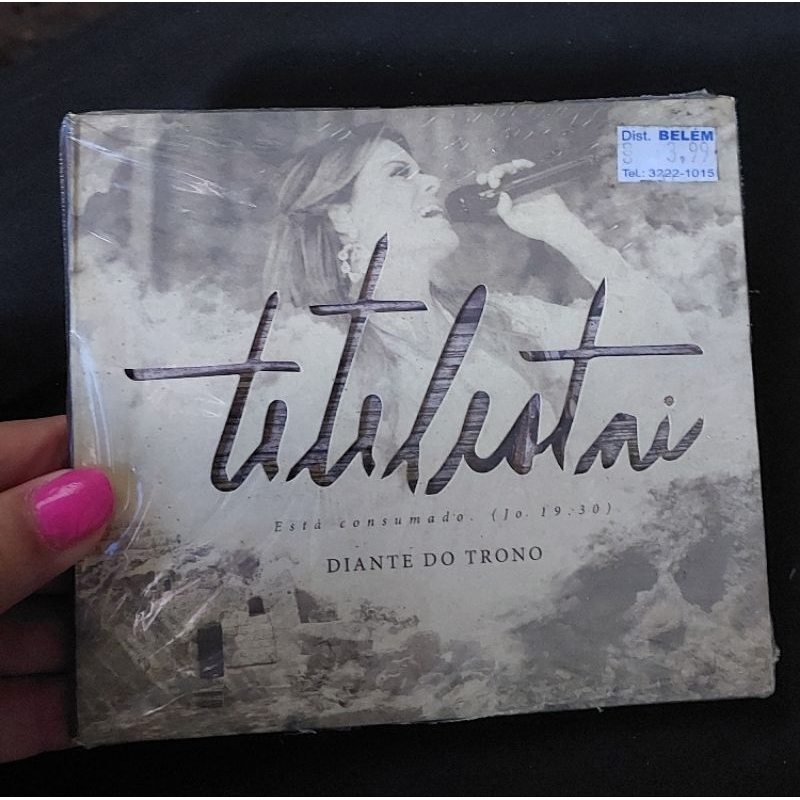 Dist. BELÉM
$ 3,99
Tel.: 3222-1015
tetelestai
Está consumado. (Jo 19:30)
DIANTE DO TRONO